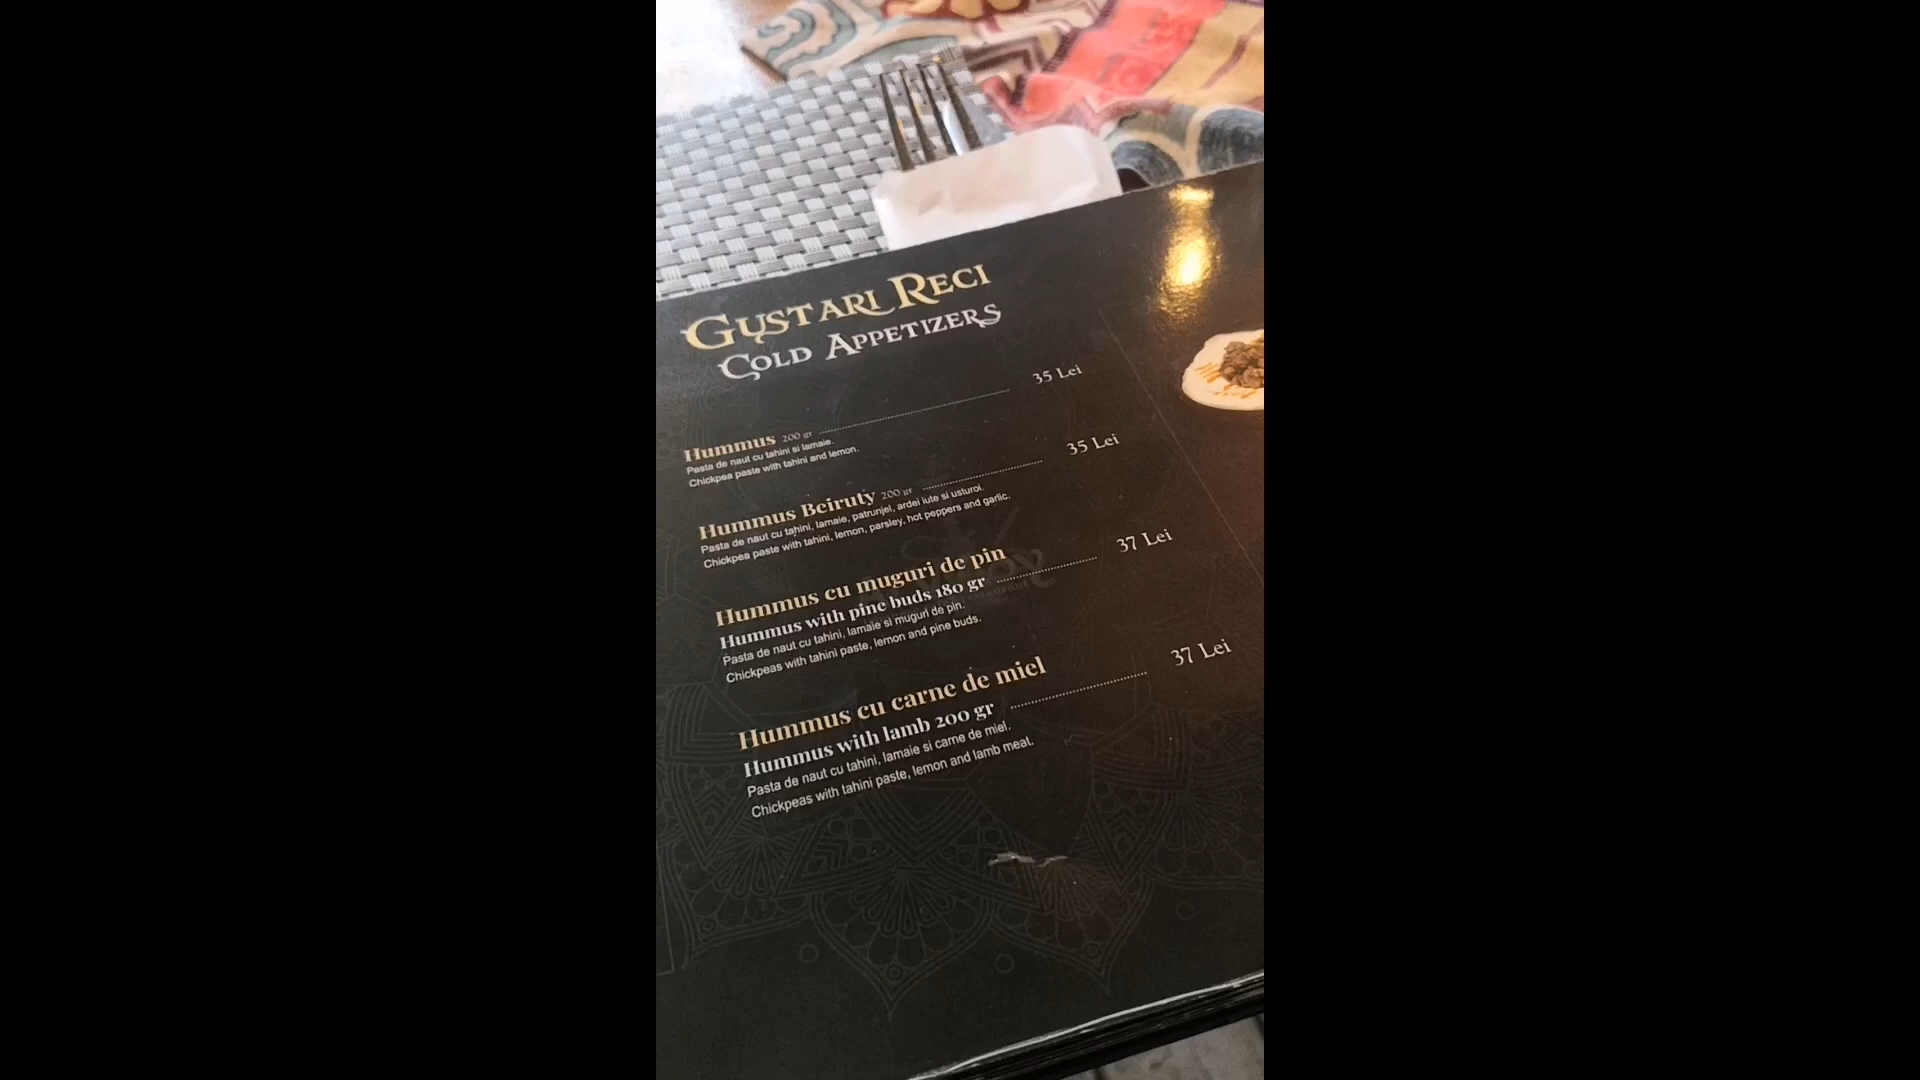 GUSTARI RECI
COLD APPETIZERS
Hummus 200 gr 35 Lei
Pasta de naut cu tahini si lamaie.
Chickpea paste with tahini and lemon.
Hummus Beiruty 200 gr 35 Lei
Pasta de naut cu tahini, lamaie, patrunjel, ardei iute si usturoi.
Chickpea paste with tahini, lemon, parsley, hot peppers and garlic.
Hummus cu muguri de pin
Hummus with pine buds 180 gr 37 Lei
Pasta de naut cu tahini, lamaie si muguri de pin.
Chickpeas with tahini paste, lemon and pine buds.
Hummus cu carne de miel
Hummus with lamb 200 gr 37 Lei
Pasta de naut cu tahini, lamaie si carne de miel.
Chickpeas with tahini paste, lemon and lamb meat.